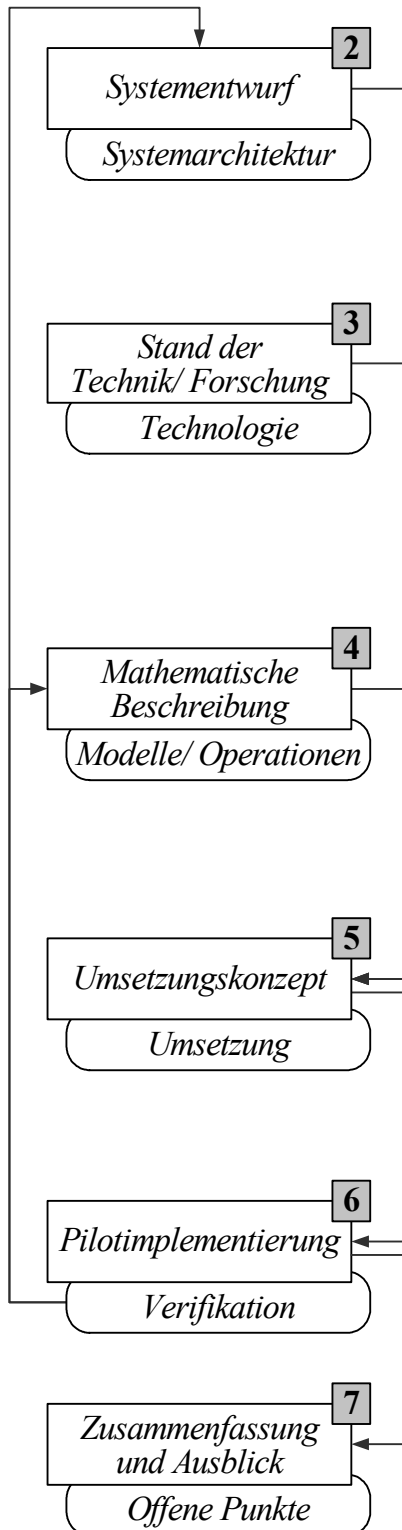 2
Systementwurf
Systemarchitektur
3
Stand der
Technik/ Forschung
Technologie
4
Mathematische
Beschreibung
Modelle/ Operationen
5
Umsetzungskonzept
Umsetzung
6
Pilotimplementierung
Verifikation
7
Zusammenfassung
und Ausblick
Offene Punkte